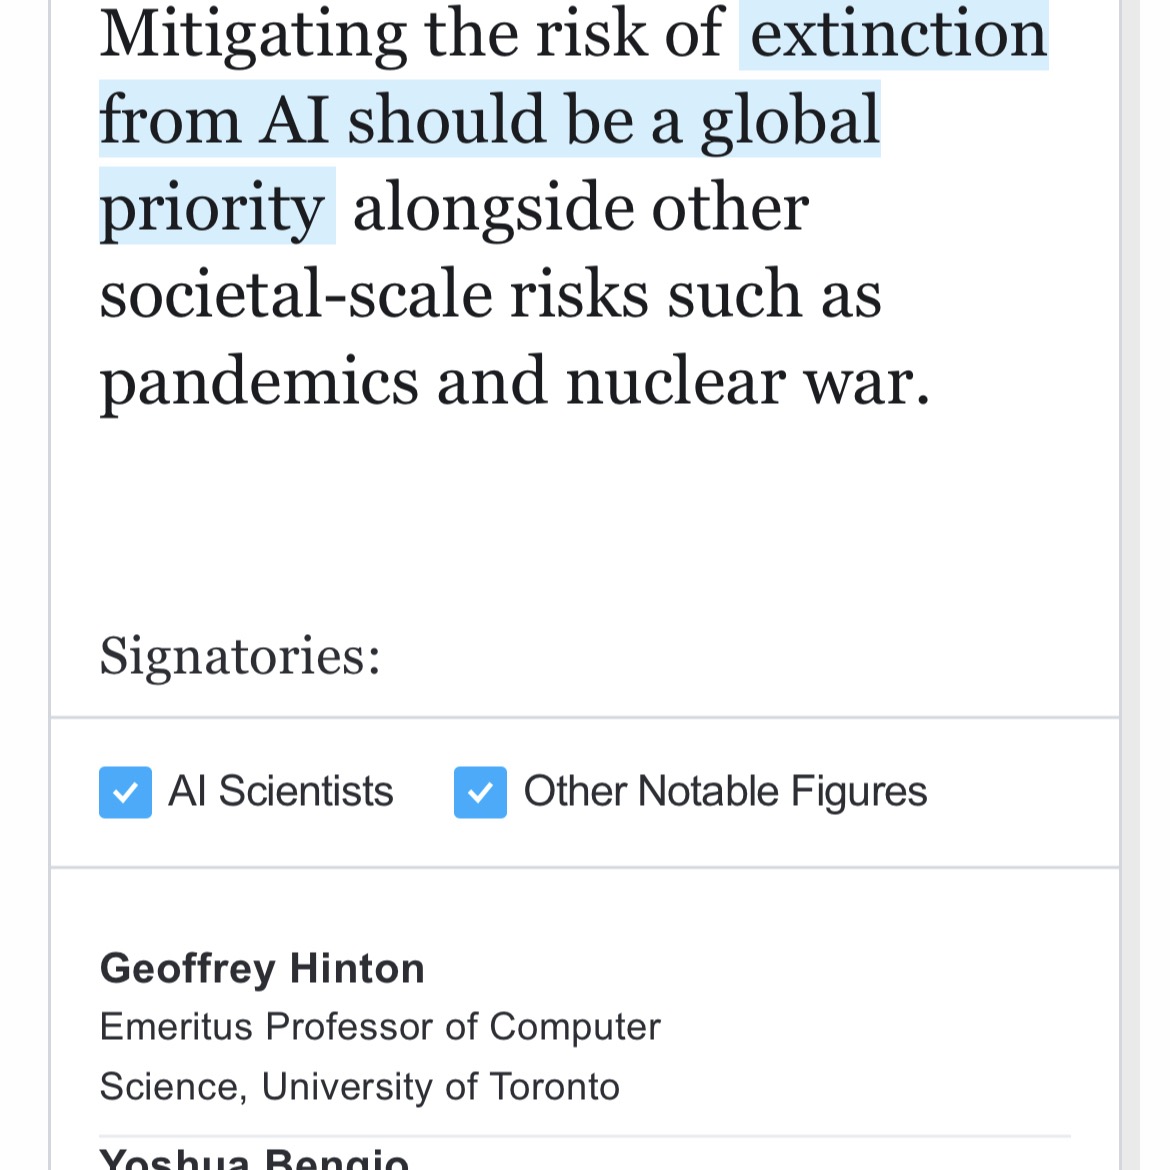 Mitigating the risk of extinction
from AI should be a global
priority alongside other
societal-scale risks such as
pandemics and nuclear war.
Signatories:
AI Scientists Other Notable Figures
Geoffrey Hinton
Emeritus Professor of Computer
Science, University of Toronto
Yoshua Bengio